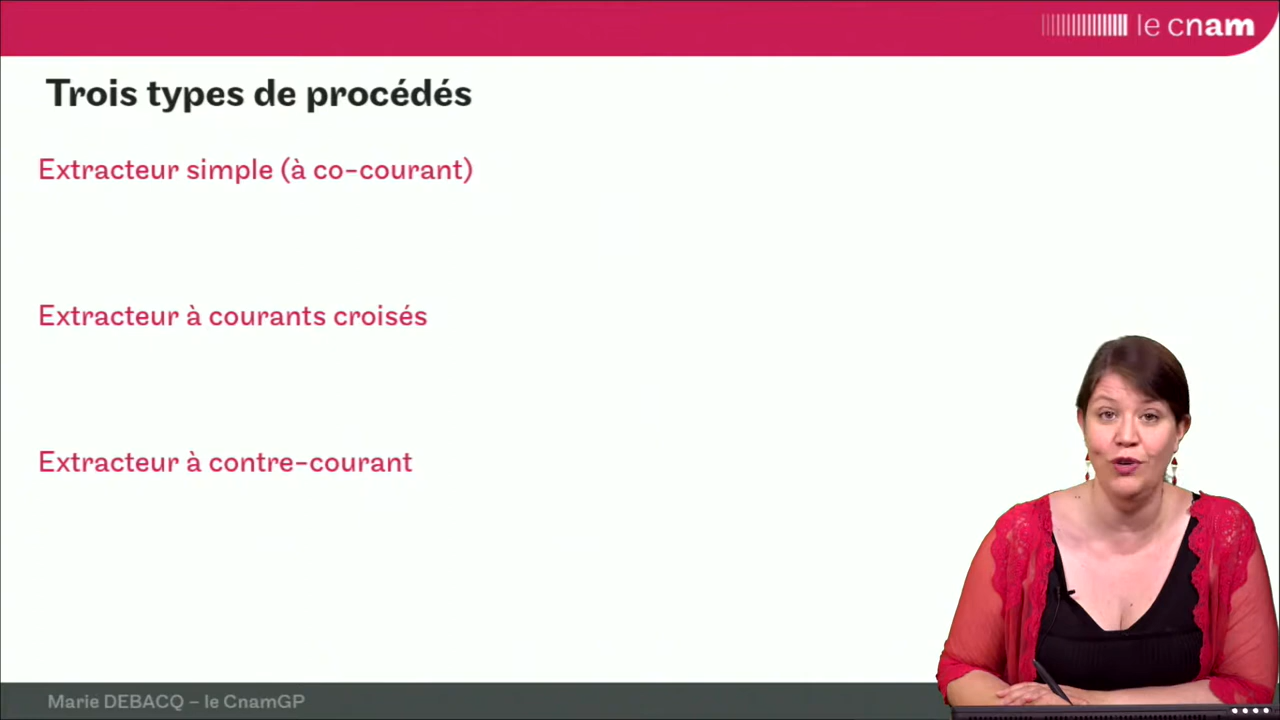 le cnam
Trois types de procédés
Extracteur simple (à co-courant)
Extracteur à courants croisés
Extracteur à contre-courant
Marie DEBACQ – le CnamGP